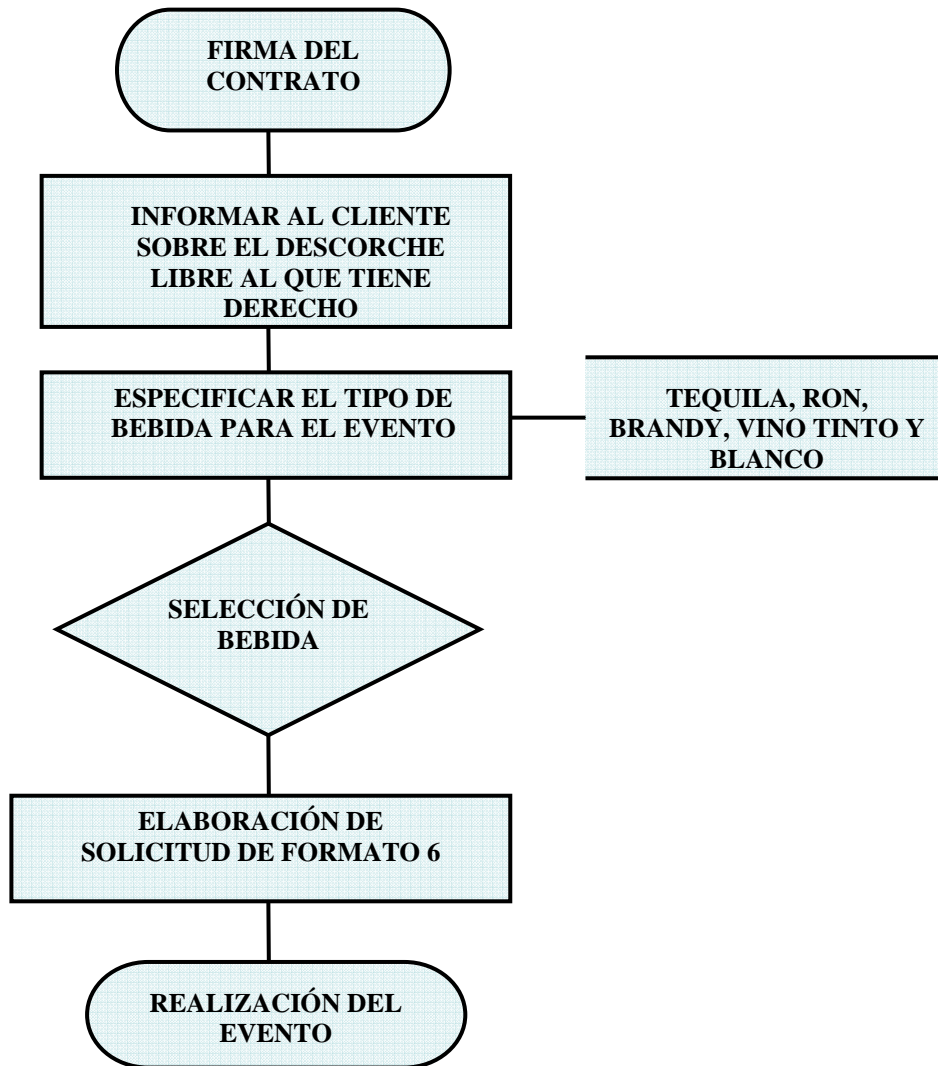 FIRMA DEL
CONTRATO
INFORMAR AL CLIENTE
SOBRE EL DESCORCHE
LIBRE AL QUE TIENE
DERECHO
ESPECIFICAR EL TIPO DE
BEBIDA PARA EL EVENTO
TEQUILA, RON,
BRANDY, VINO TINTO Y
BLANCO
SELECCIÓN DE
BEBIDA
ELABORACIÓN DE
SOLICITUD DE FORMATO 6
REALIZACIÓN DEL
EVENTO